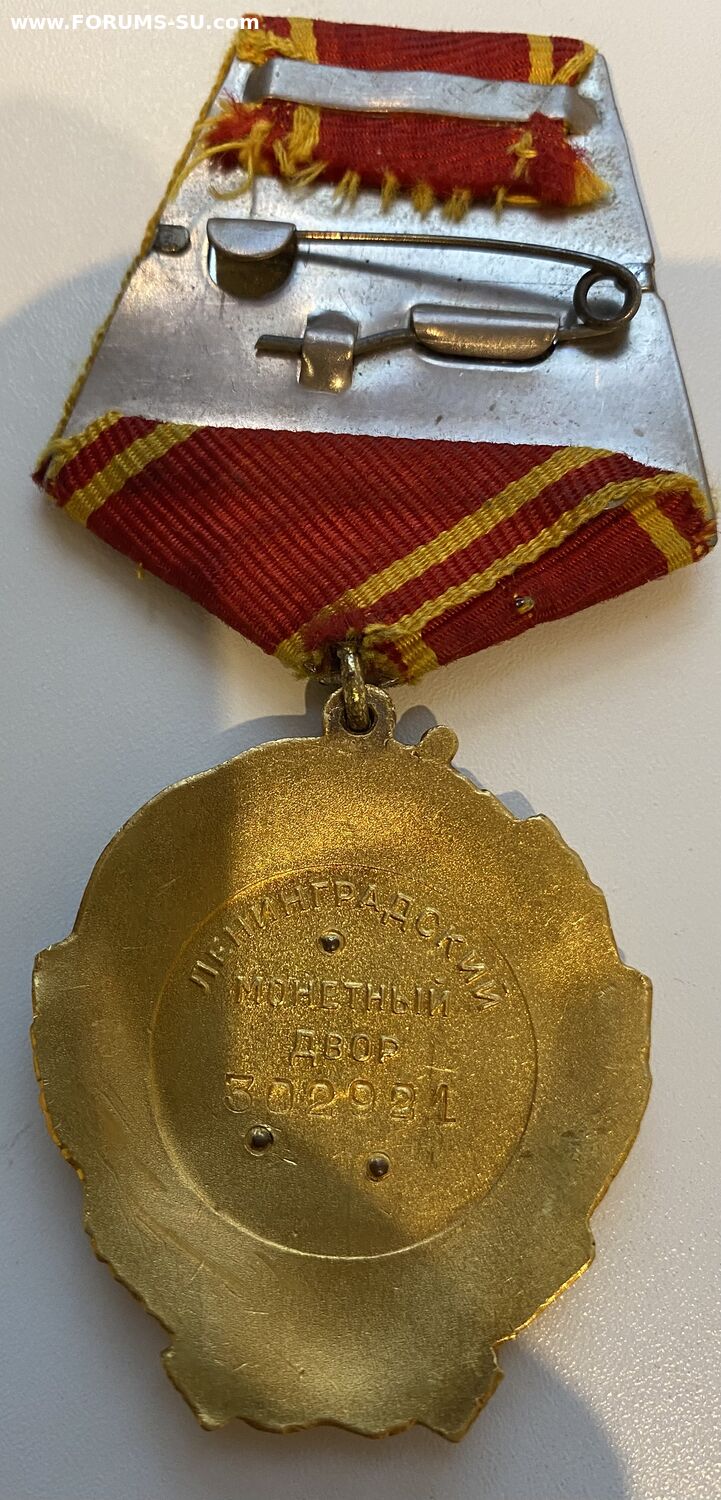 www.FORUMS-SU.com
ЛЕНИНГРАДСКИЙ
МОНЕТНЫЙ
ДВОР
302921